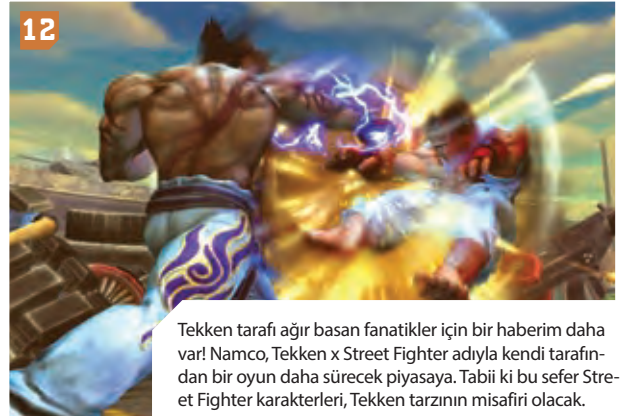 12
Tekken tarafı ağır basan fanatikler için bir haberim daha
var! Namco, Tekken x Street Fighter adıyla kendi tarafın-
dan bir oyun daha sürecek piyasaya. Tabii ki bu sefer Stre-
et Fighter karakterleri, Tekken tarzının misafiri olacak.